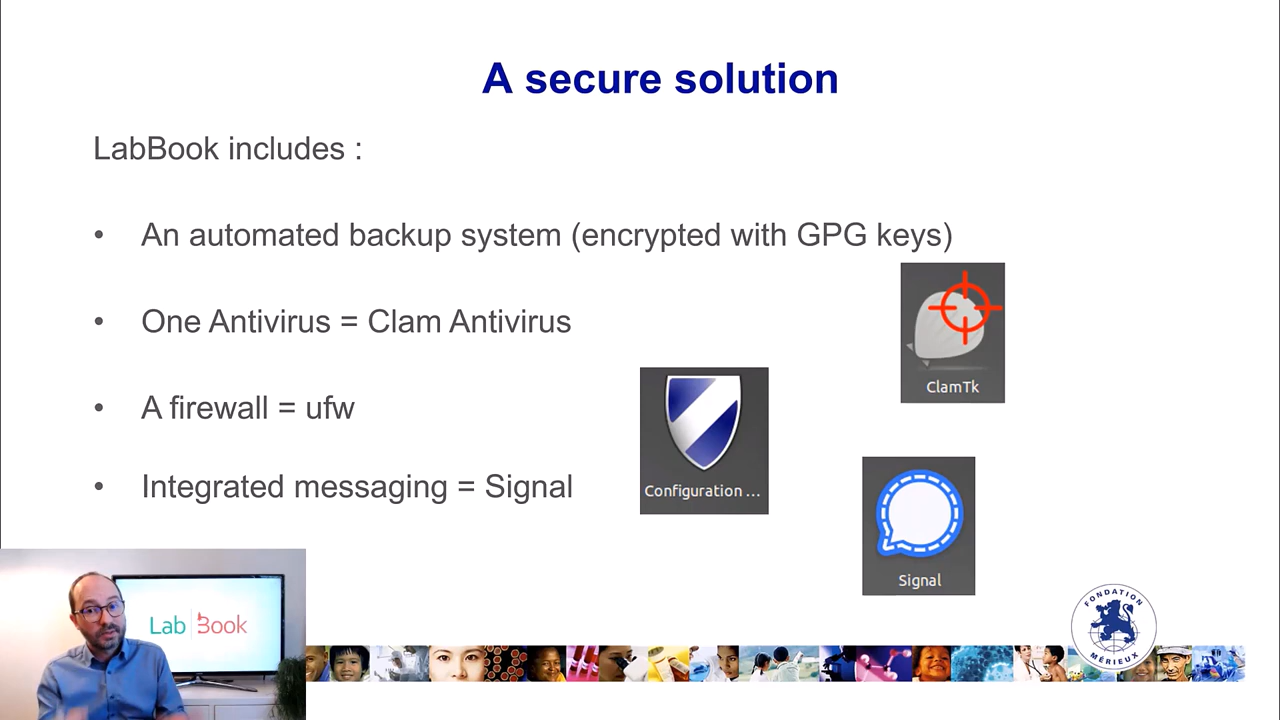 A secure solution
LabBook includes :
• An automated backup system (encrypted with GPG keys)
• One Antivirus = Clam Antivirus
• A firewall = ufw
• Integrated messaging = Signal
ClamTk
Configuration ...
Signal
Lab Book
FONDATION
MÉRIEUX